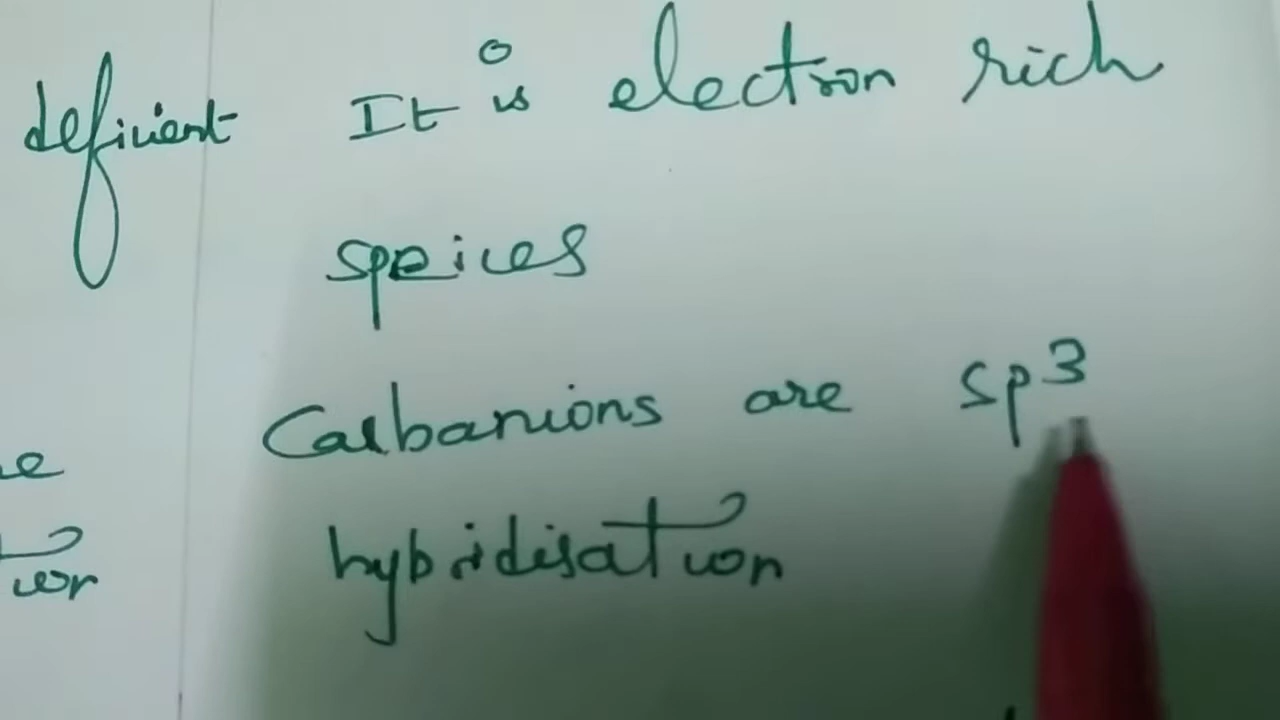 deficient It is electron rich
speices
Carbanions are sp3
hybridisation